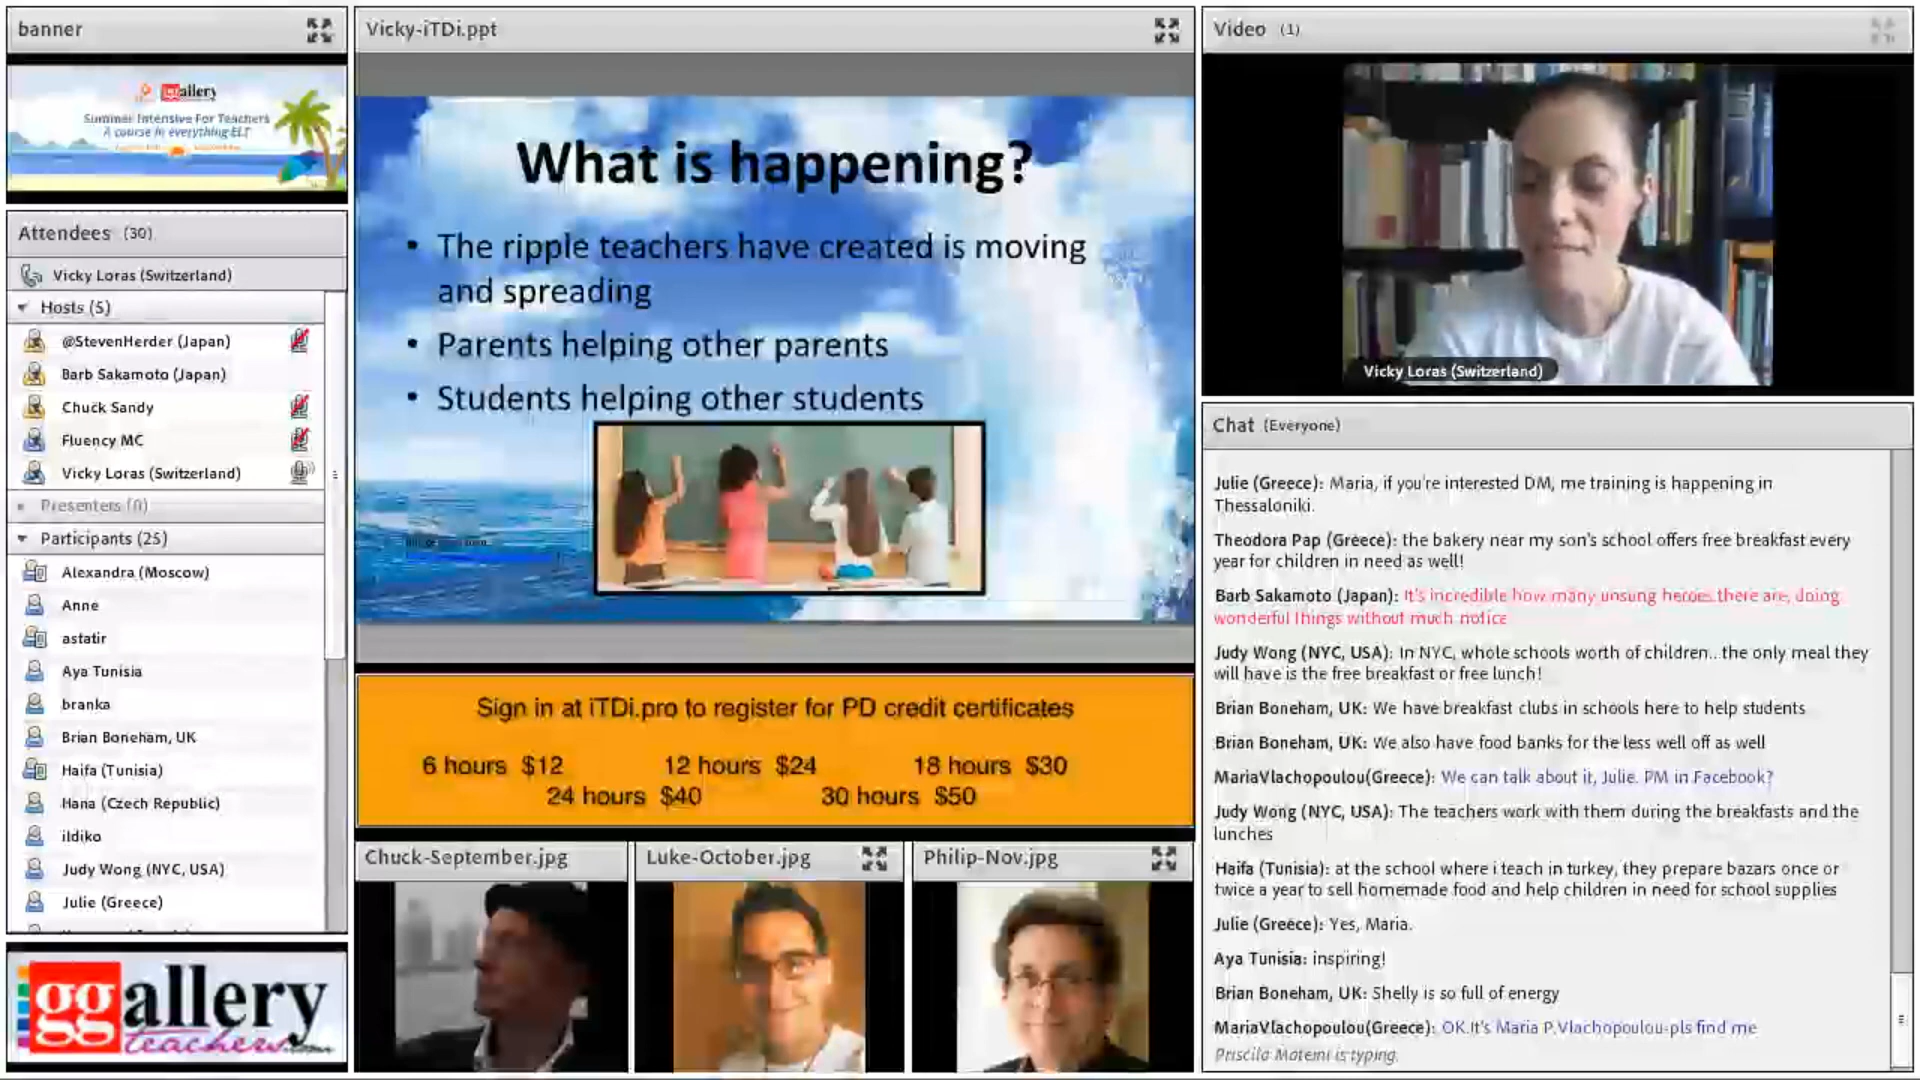 banner
ggallery
Summer Intensive For Teachers
A course in everything ELT
Attendees (30)
Vicky Loras (Switzerland)
Hosts (5)
@StevenHerder (Japan)
Barb Sakamoto (Japan)
Chuck Sandy
Fluency MC
Vicky Loras (Switzerland)
Presenters (0)
Participants (25)
Alexandra (Moscow)
Anne
astatir
Aya Tunisia
branka
Brian Boneham, UK
Haifa (Tunisia)
Hana (Czech Republic)
ildiko
Judy Wong (NYC, USA)
Julie (Greece)
ggallery
teachers.com
Vicky-iTDi.ppt
What is happening?
• The ripple teachers have created is moving
and spreading
• Parents helping other parents
• Students helping other students
Sign in at iTDi.pro to register for PD credit certificates
6 hours $12 12 hours $24 18 hours $30
24 hours $40 30 hours $50
Chuck-September.jpg
Luke-October.jpg
Philip-Nov.jpg
Video (1)
Vicky Loras (Switzerland)
Chat (Everyone)
Julie (Greece): Maria, if you're interested DM, me training is happening in
Thessaloniki.
Theodora Pap (Greece): the bakery near my son's school offers free breakfast every
year for children in need as well!
Barb Sakamoto (Japan): It's incredible how many unsung heroes there are, doing
wonderful things without much notice
Judy Wong (NYC, USA): In NYC, whole schools worth of children...the only meal they
will have is the free breakfast or free lunch!
Brian Boneham, UK: We have breakfast clubs in schools here to help students
Brian Boneham, UK: We also have food banks for the less well off as well
MariaVlachopoulou(Greece): We can talk about it, Julie. PM in Facebook?
Judy Wong (NYC, USA): The teachers work with them during the breakfasts and the
lunches
Haifa (Tunisia): at the school where i teach in turkey, they prepare bazars once or
twice a year to sell homemade food and help children in need for school supplies
Julie (Greece): Yes, Maria.
Aya Tunisia: inspiring!
Brian Boneham, UK: Shelly is so full of energy
MariaVlachopoulou(Greece): OK.It's Maria P.Vlachopoulou-pls find me
Priscila Mateini is typing.